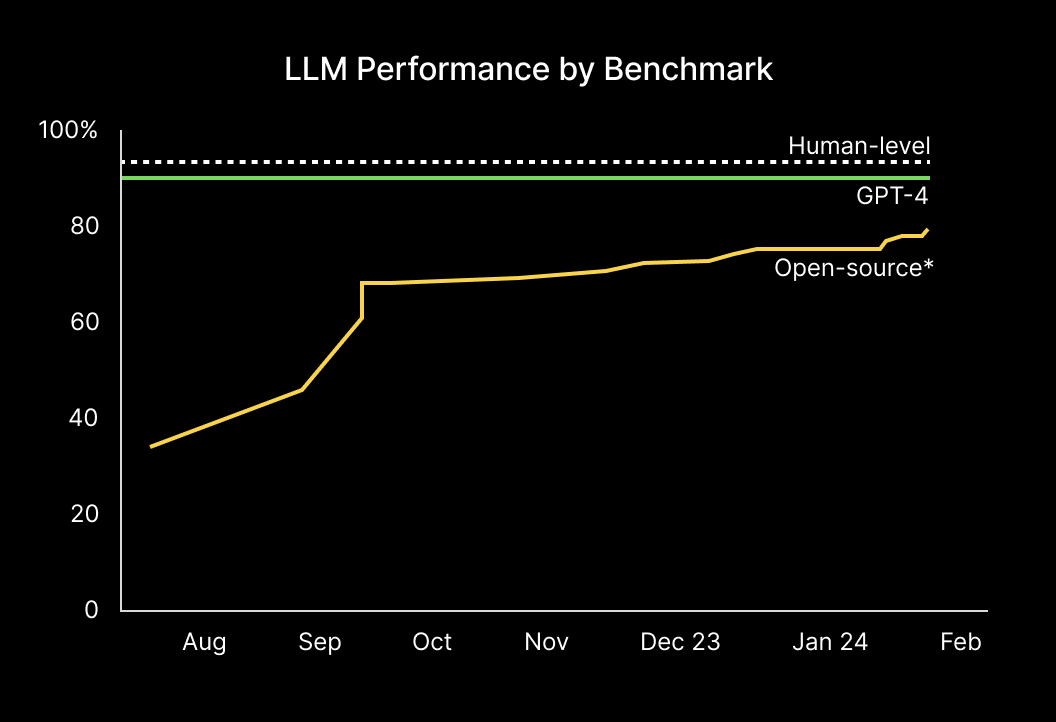 LLM Performance by Benchmark
100%
Human-level
GPT-4
80
Open-source*
60
40
20
0
Aug Sep Oct Nov Dec 23 Jan 24 Feb